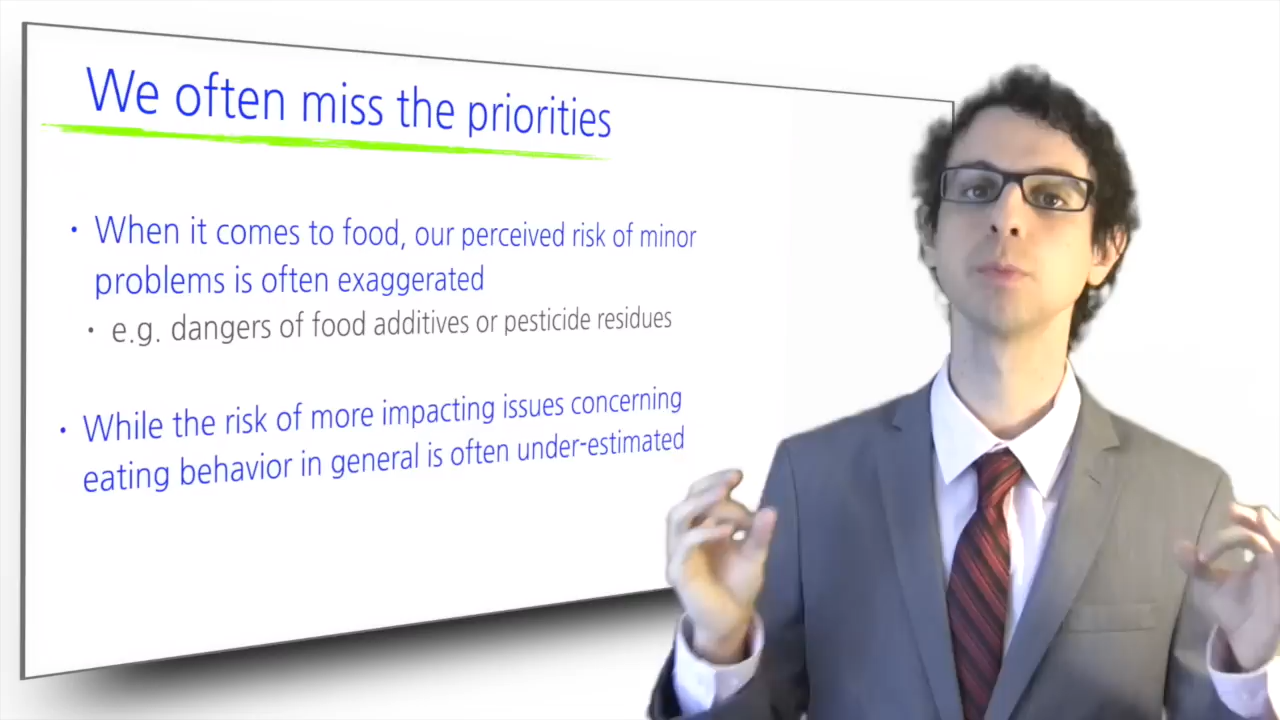 We often miss the priorities
• When it comes to food, our perceived risk of minor
problems is often exaggerated
• e.g. dangers of food additives or pesticide residues
• While the risk of more impacting issues concerning
eating behavior in general is often under-estimated